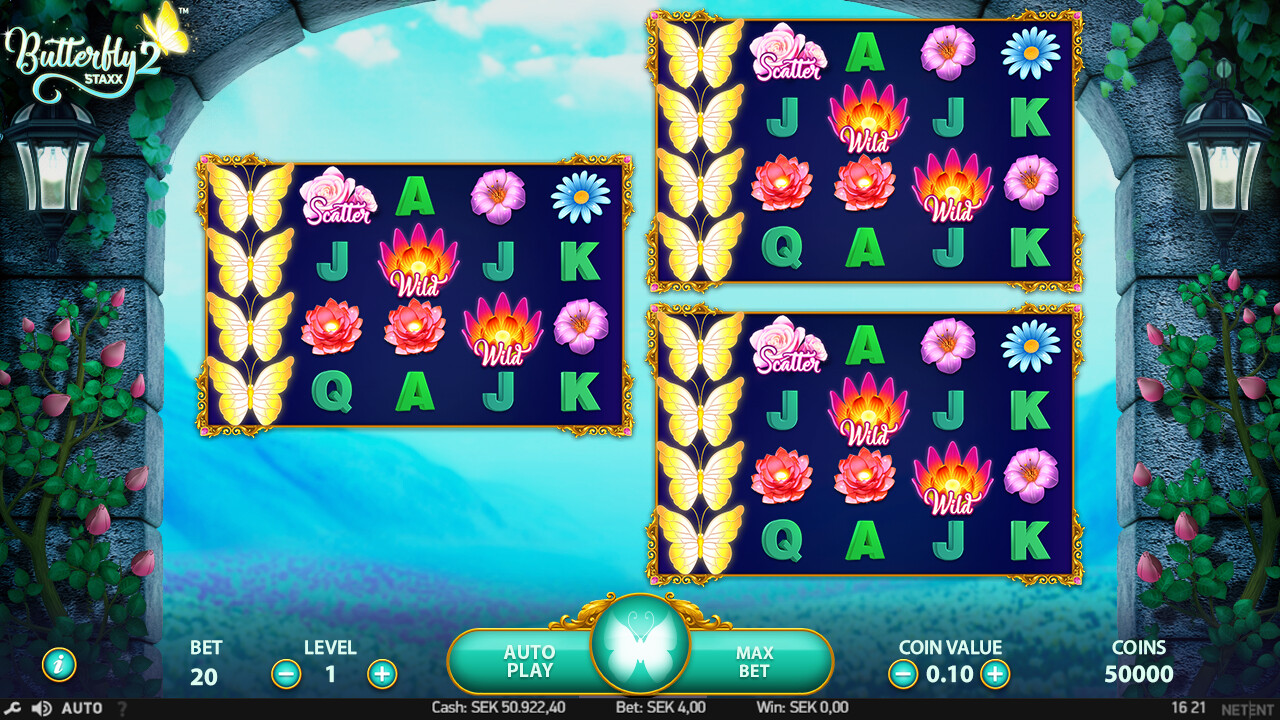 Butterfly 2 ™
STAXX
Scatter A
J Wild J K
Wild
Q A J K
Scatter A
J Wild J K
Wild
Q A J K
Scatter A
J Wild J K
Wild
Q A J K
i
BET
20
LEVEL
1
AUTO
PLAY
MAX
BET
COIN VALUE
0.10
COINS
50000
AUTO ?
Cash: SEK 50.922,40
Bet: SEK 4,00
Win: SEK 0,00
16 21
NETENT